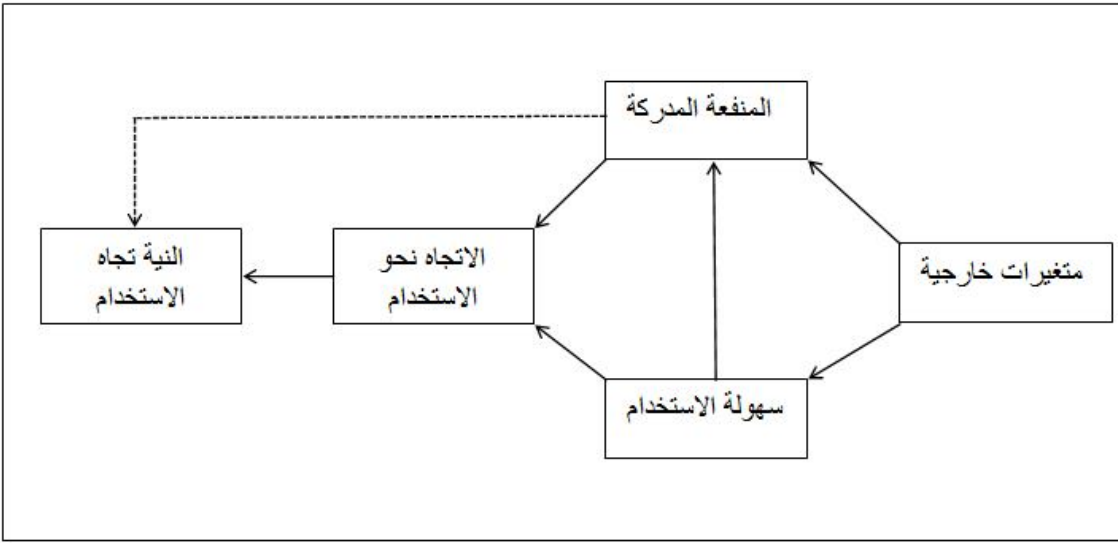 المنفعة المدركة
متغيرات خارجية
الاتجاه نحو
الاستخدام
النية تجاه
الاستخدام
سهولة الاستخدام